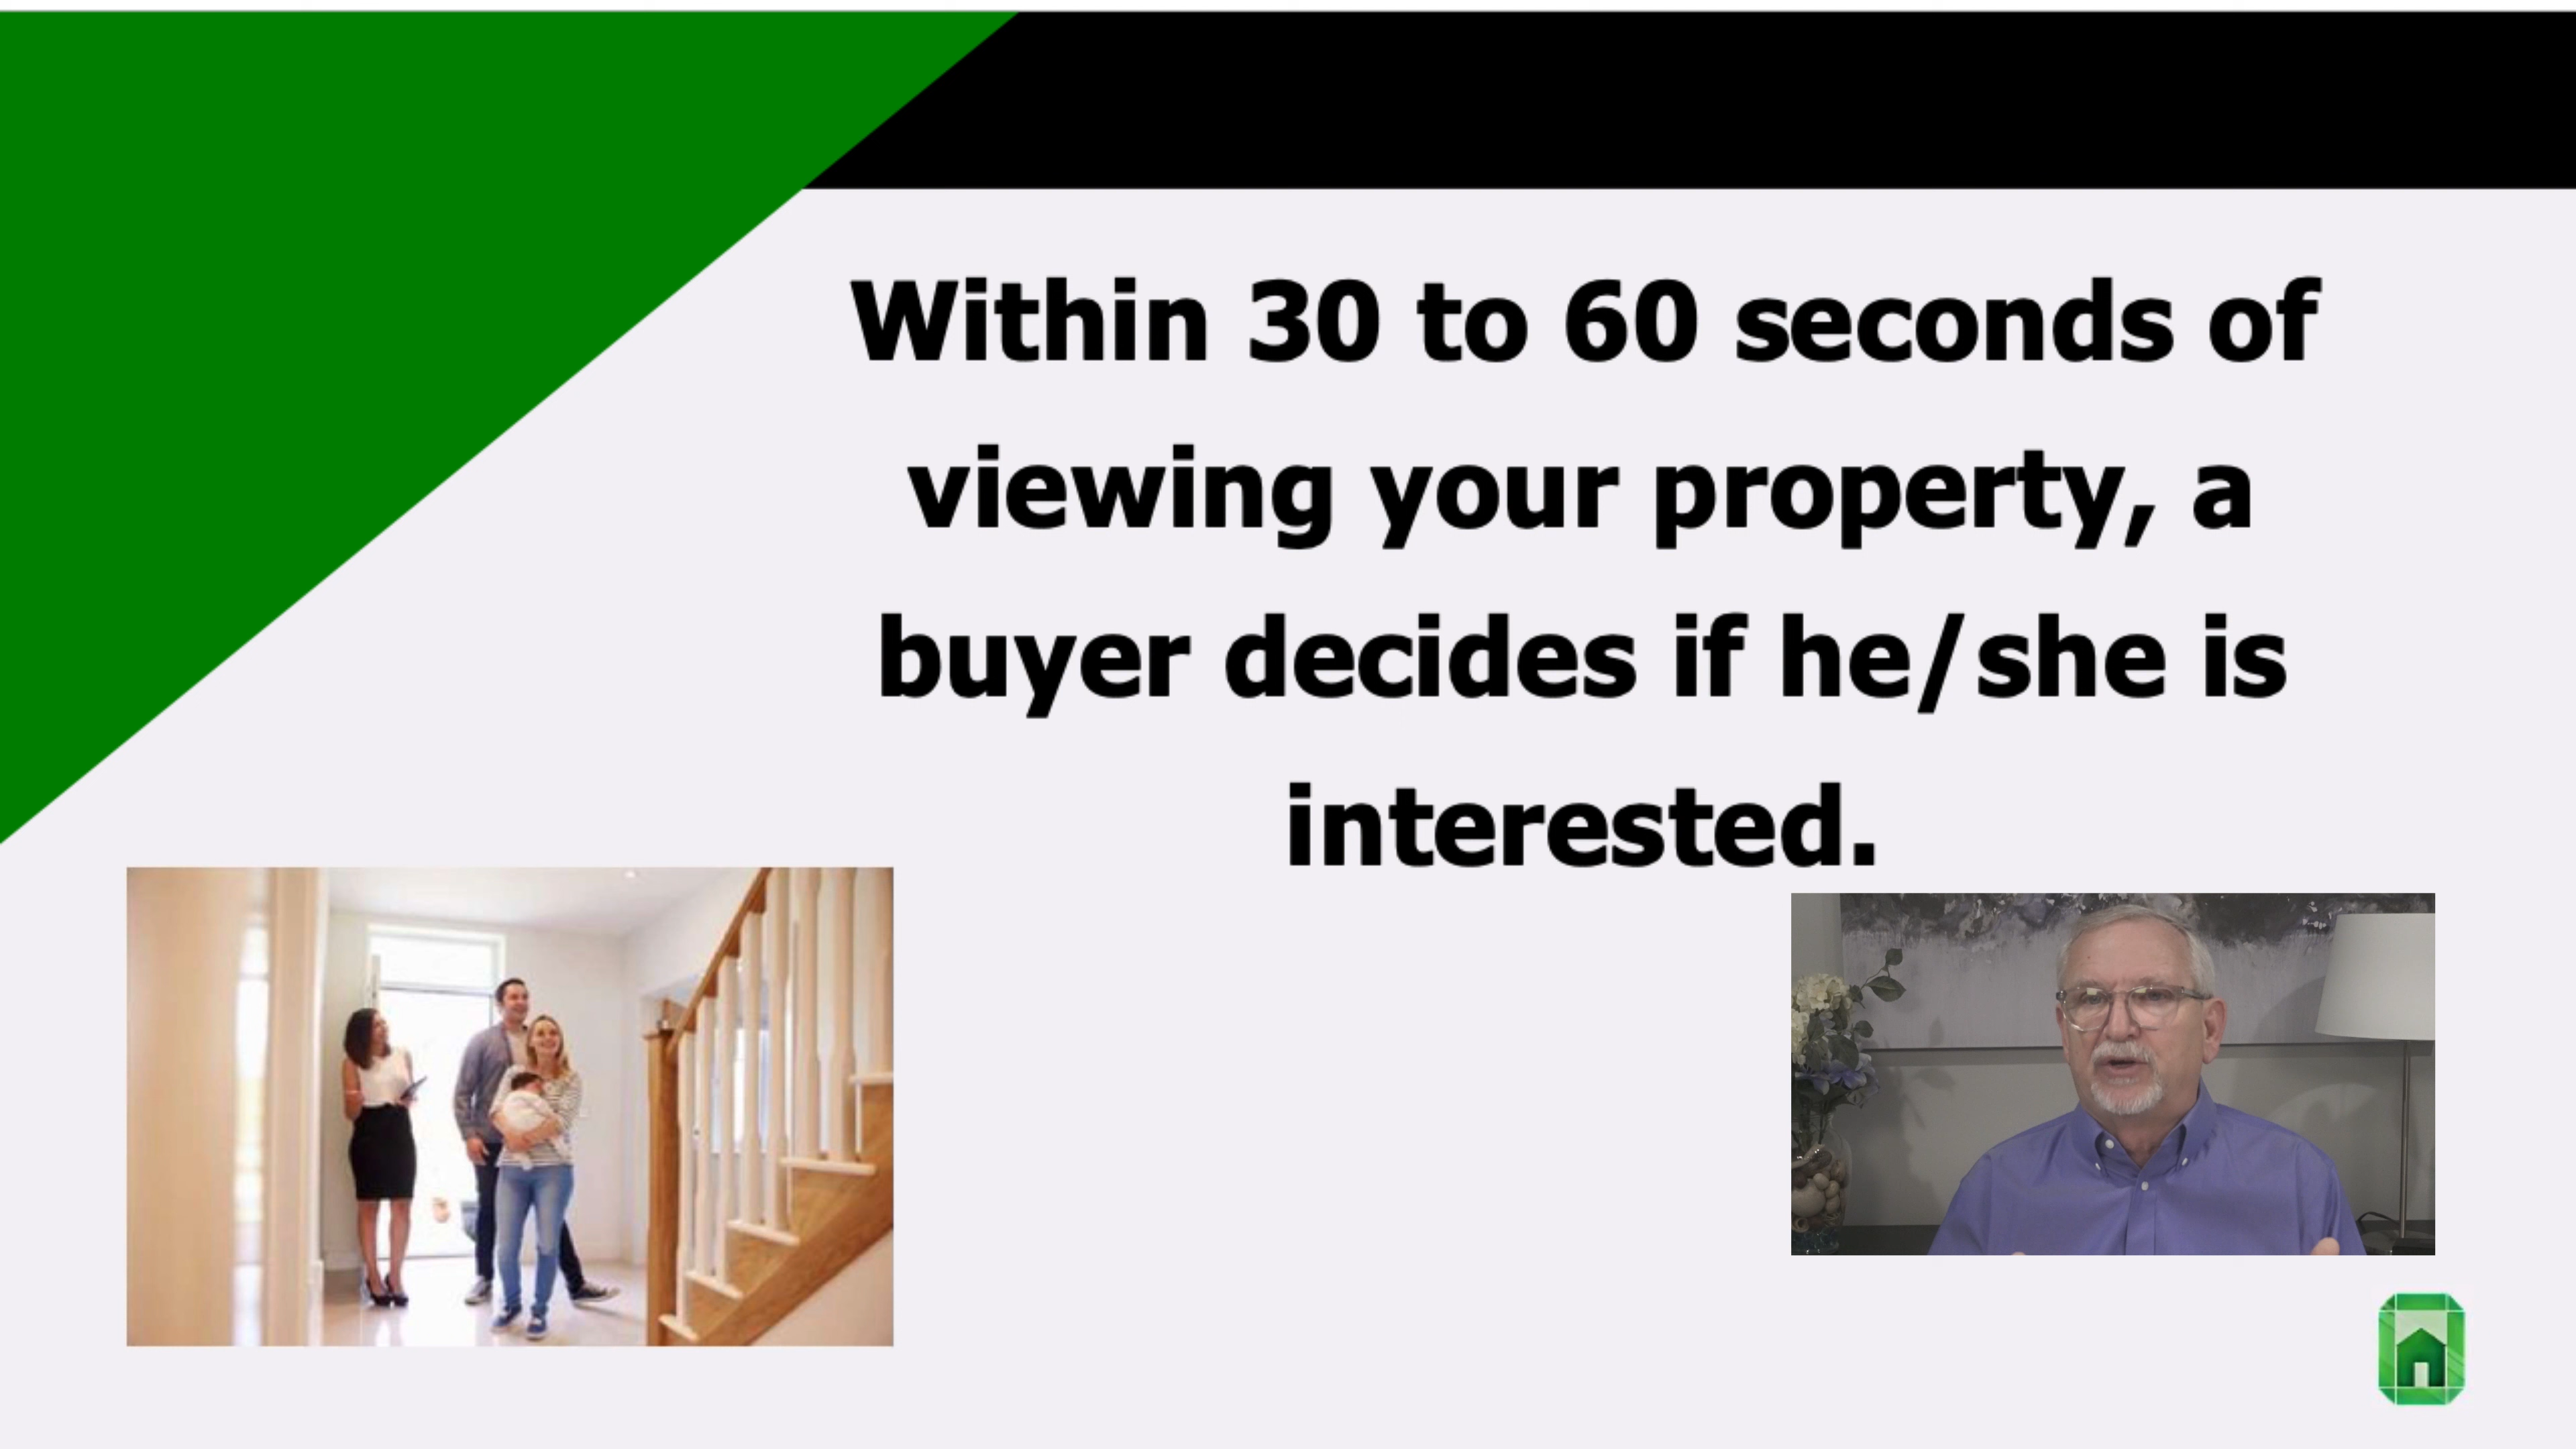 Within 30 to 60 seconds of
viewing your property, a
buyer decides if he/she is
interested.